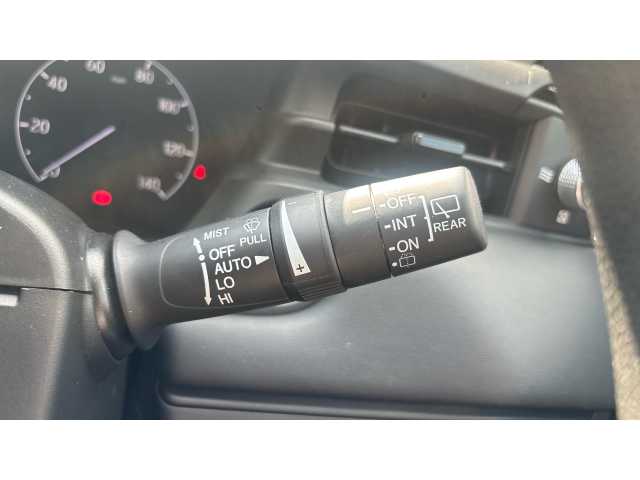 20
40
60
80
100
120
140
MIST
PULL
OFF
AUTO
LO
HI
- 
+
OFF
INT
ON
REAR